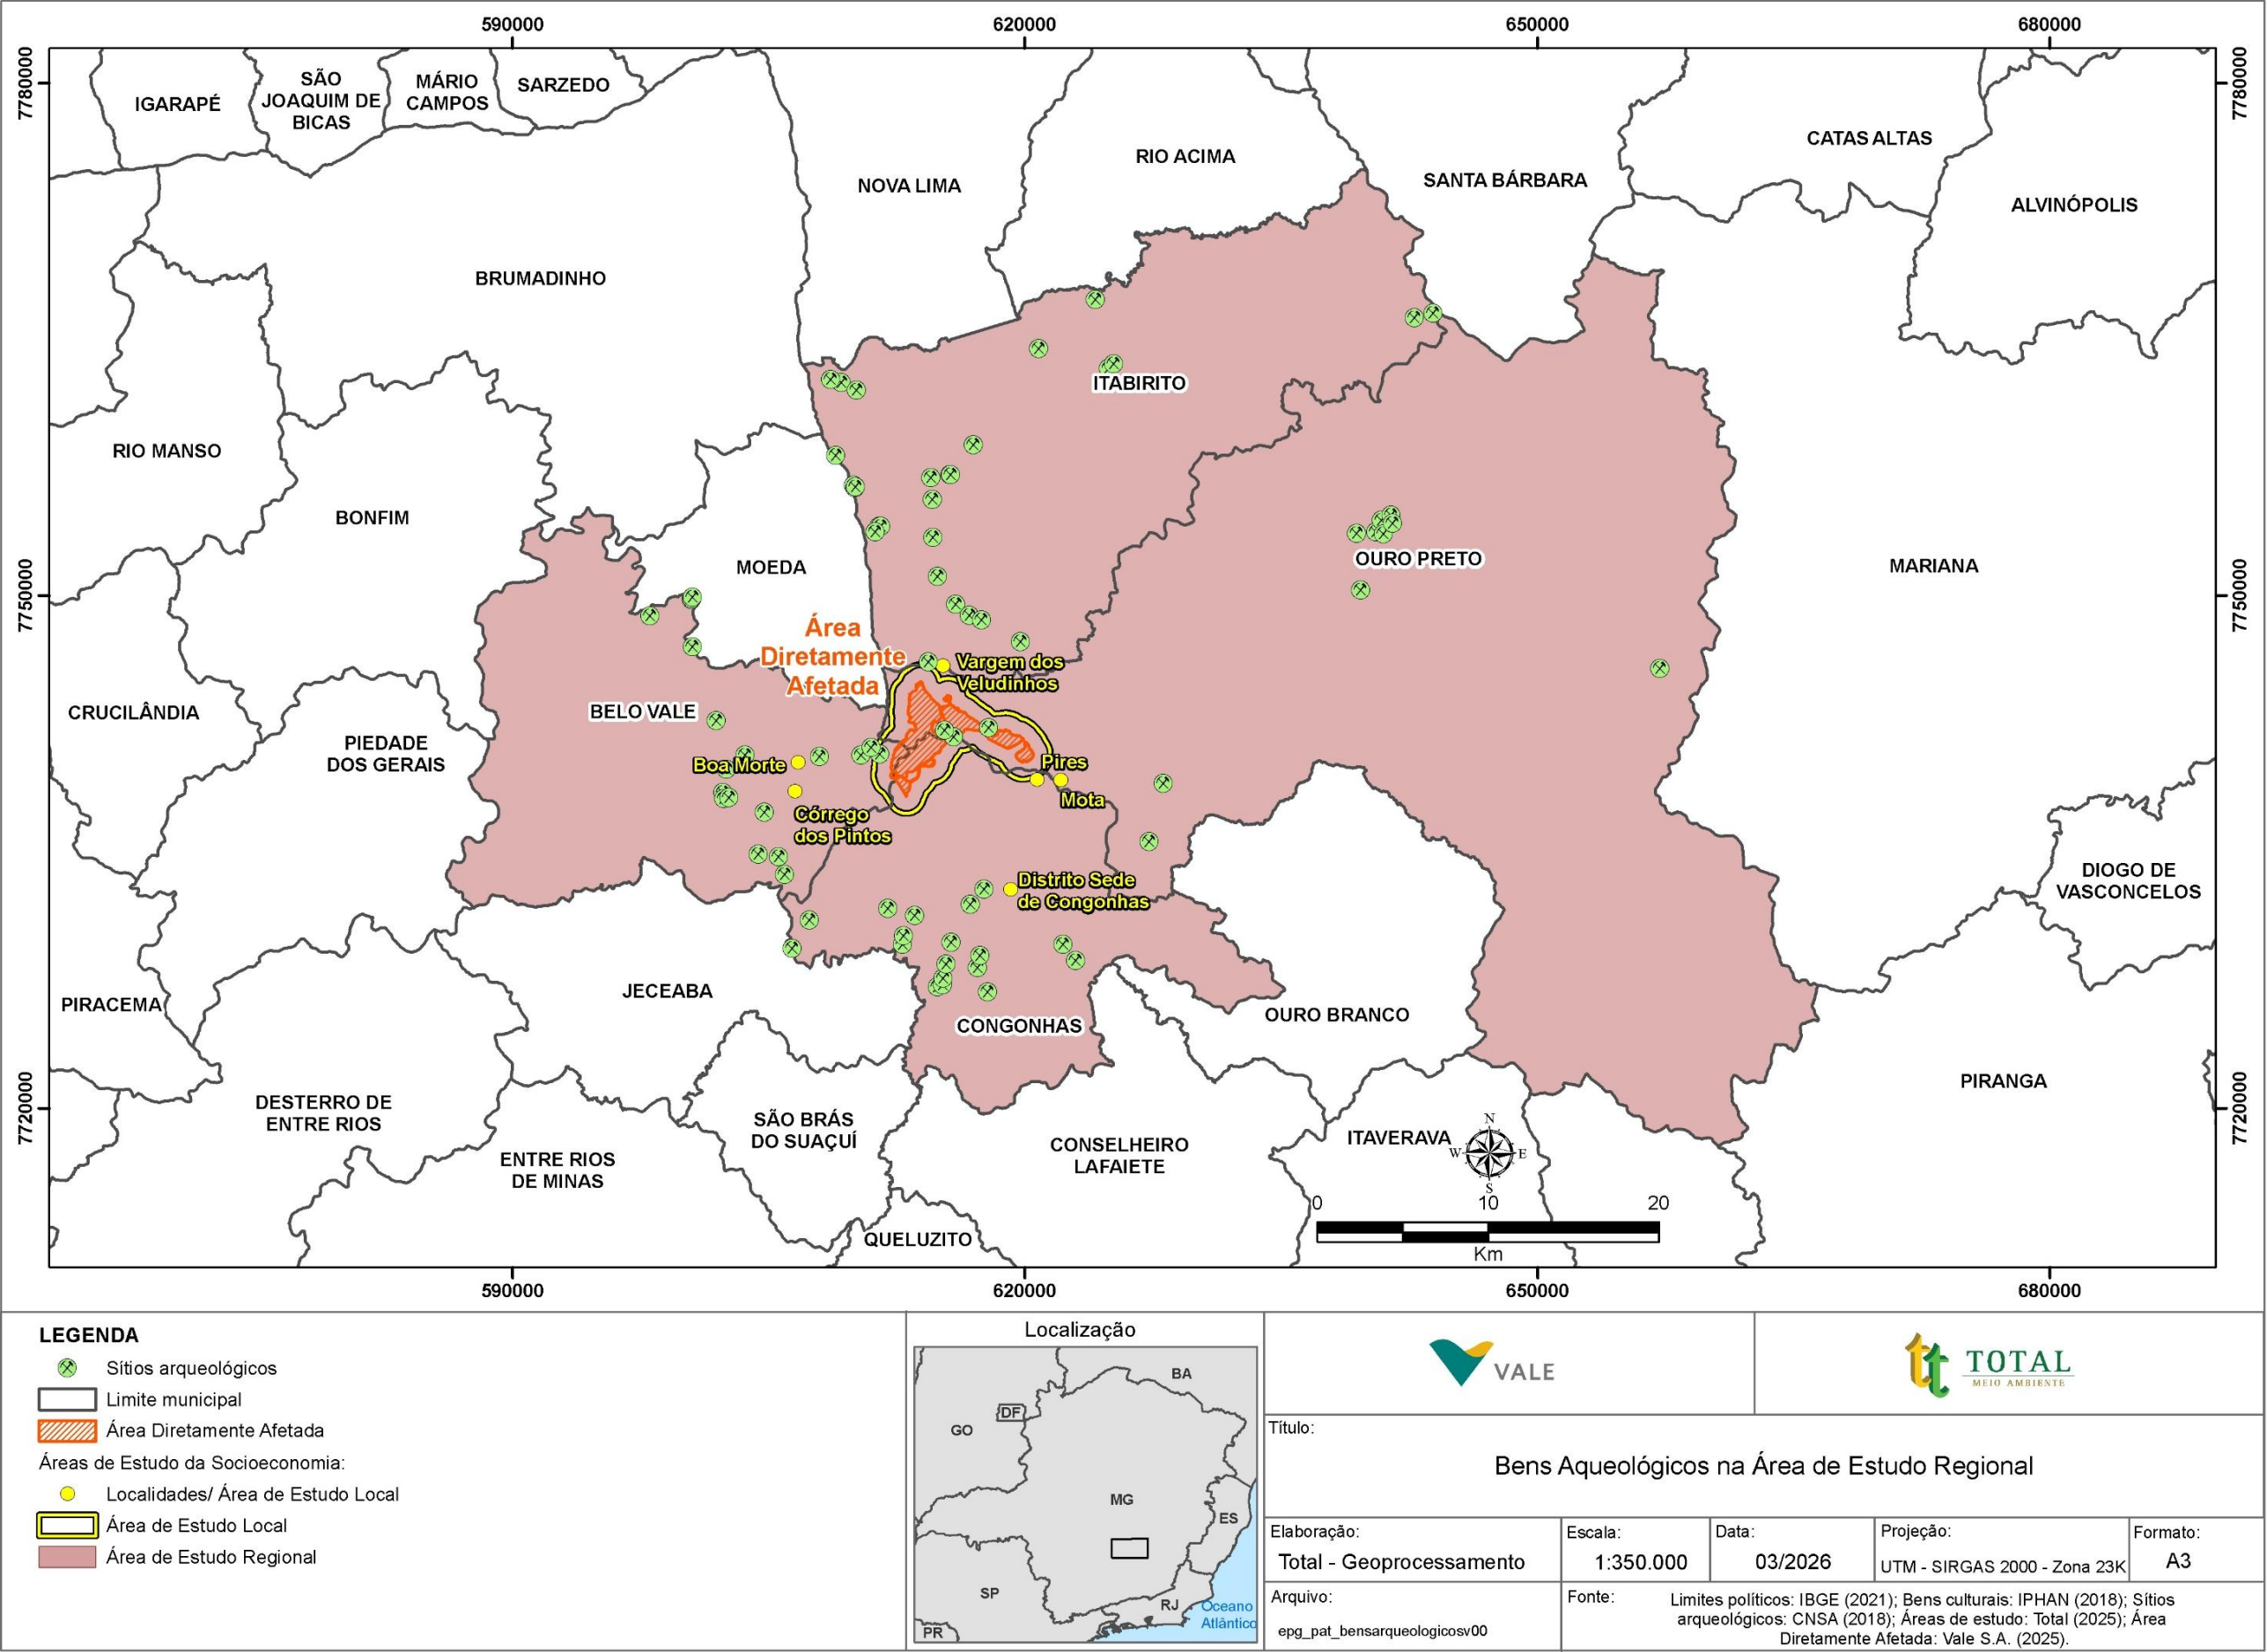 590000
620000
650000
680000
7780000
7780000
IGARAPÉ
SÃO
JOAQUIM DE
BICAS
MÁRIO
CAMPOS
SARZEDO
NOVA LIMA
RIO ACIMA
SANTA BÁRBARA
CATAS ALTAS
ALVINÓPOLIS
BRUMADINHO
ITABIRITO
RIO MANSO
BONFIM
MOEDA
OURO PRETO
MARIANA
7750000
7750000
Área
Diretamente
Afetada
Vargem dos
Veludinhos
CRUCILÂNDIA
BELO VALE
PIEDADE
DOS GERAIS
Boa Morte
Pires
Mota
Córrego
dos Pintos
Distrito Sede
de Congonhas
DIOGO DE
VASCONCELOS
PIRACEMA
JECEABA
CONGONHAS
OURO BRANCO
PIRANGA
7720000
7720000
DESTERRO DE
ENTRE RIOS
SÃO BRÁS
DO SUAÇUÍ
ENTRE RIOS
DE MINAS
CONSELHEIRO
LAFAIETE
ITAVERAVA
QUELUZITO
N
W
E
S
0
10
20
Km
590000
620000
650000
680000
LEGENDA
Sítios arqueológicos
Limite municipal
Área Diretamente Afetada
Áreas de Estudo da Socioeconomia:
Localidades/ Área de Estudo Local
Área de Estudo Local
Área de Estudo Regional
Localização
BA
DF
GO
MG
ES
SP
RJ
PR
Oceano
Atlântico
VALE
TOTAL
MEIO AMBIENTE
Título:
Bens Aqueológicos na Área de Estudo Regional
Elaboração:
Total - Geoprocessamento
Escala:
1:350.000
Data:
03/2026
Projeção:
UTM - SIRGAS 2000 - Zona 23K
Formato:
A3
Arquivo:
epg_pat_bensarqueologicosv00
Fonte:
Limites políticos: IBGE (2021); Bens culturais: IPHAN (2018); Sítios
arqueológicos: CNSA (2018); Áreas de estudo: Total (2025); Área
Diretamente Afetada: Vale S.A. (2025).